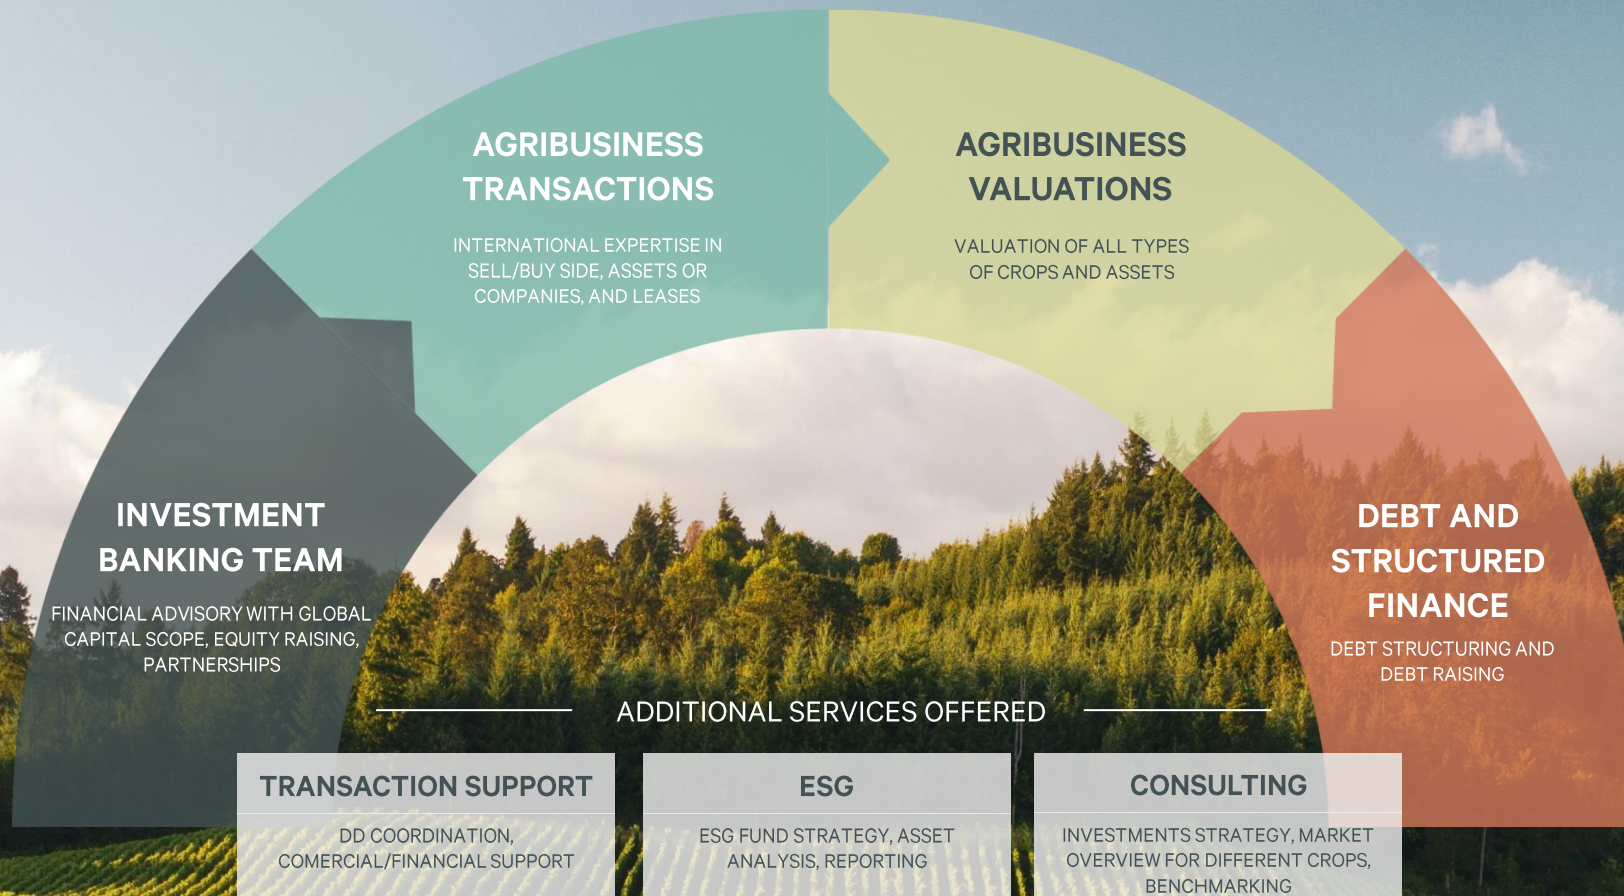 AGRIBUSINESS
TRANSACTIONS
INTERNATIONAL EXPERTISE IN
SELL/BUY SIDE, ASSETS OR
COMPANIES, AND LEASES
AGRIBUSINESS
VALUATIONS
VALUATION OF ALL TYPES
OF CROPS AND ASSETS
INVESTMENT
BANKING TEAM
FINANCIAL ADVISORY WITH GLOBAL
CAPITAL SCOPE, EQUITY RAISING,
PARTNERSHIPS
DEBT AND
STRUCTURED
FINANCE
DEBT STRUCTURING AND
DEBT RAISING
ADDITIONAL SERVICES OFFERED
TRANSACTION SUPPORT
DD COORDINATION,
COMERCIAL/FINANCIAL SUPPORT
ESG
ESG FUND STRATEGY, ASSET
ANALYSIS, REPORTING
CONSULTING
INVESTMENTS STRATEGY, MARKET
OVERVIEW FOR DIFFERENT CROPS,
BENCHMARKING